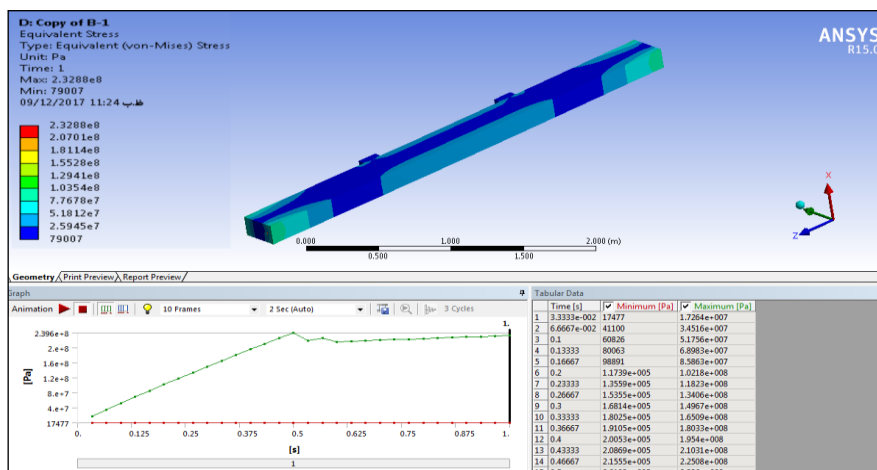 D: Copy of B-1
Equivalent Stress
Type: Equivalent (von-Mises) Stress
Unit: Pa
Time: 1
Max: 2.3288e8
Min: 79007
09/12/2017 11:24 ظ.ب
2.3288e8
2.0701e8
1.8114e8
1.5528e8
1.2941e8
1.0354e8
7.7678e7
5.1812e7
2.5945e7
79007
ANSYS
R15.0
X
Z
0.000 1.000 2.000 (m)
0.500 1.500
Geometry Print Preview Report Preview
Graph
Animation 10 Frames 2 Sec (Auto) 3 Cycles
1.
2.396e+8
2.e+8
1.6e+8
1.2e+8
8.e+7
4.e+7
17477
[Pa]
0. 0.125 0.25 0.375 0.5 0.625 0.75 0.875 1.
[s]
1
Tabular Data
Time [s] Minimum [Pa] Maximum [Pa]
1 3.3333e-002 17477 1.7264e+007
2 6.6667e-002 41100 3.4516e+007
3 0.1 60826 5.1756e+007
4 0.13333 80063 6.8983e+007
5 0.16667 98891 8.5863e+007
6 0.2 1.1739e+005 1.0218e+008
7 0.23333 1.3559e+005 1.1823e+008
8 0.26667 1.5355e+005 1.3406e+008
9 0.3 1.6814e+005 1.4967e+008
10 0.33333 1.8025e+005 1.6509e+008
11 0.36667 1.9105e+005 1.8033e+008
12 0.4 2.0053e+005 1.954e+008
13 0.43333 2.0869e+005 2.1031e+008
14 0.46667 2.1555e+005 2.2508e+008